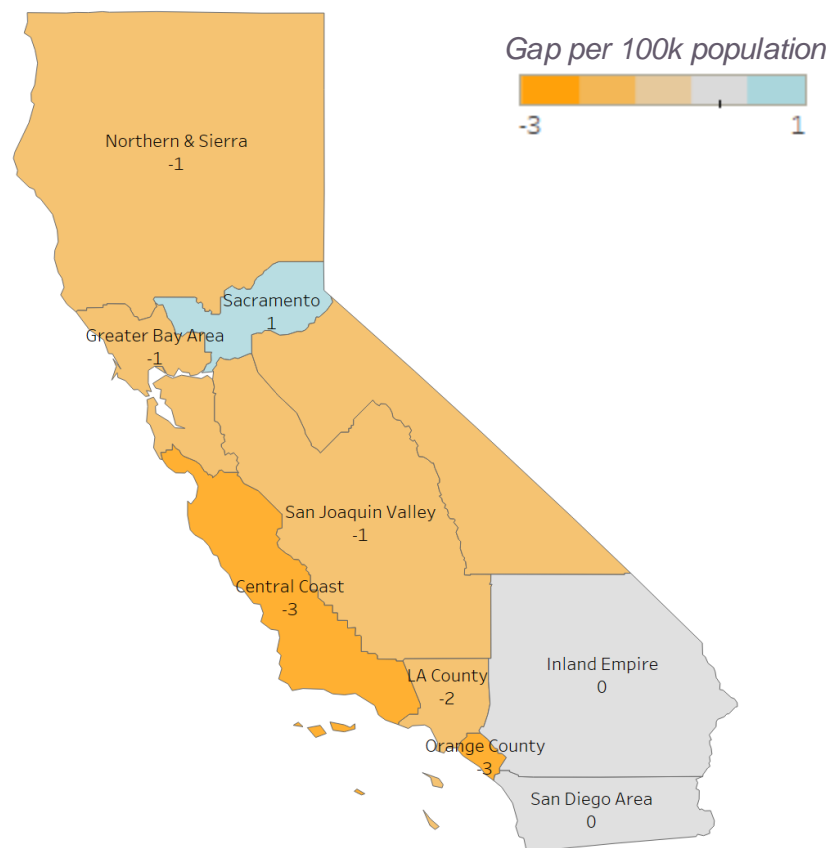 Gap per 100k population
-3
1
Northern & Sierra
-1
Sacramento
1
Greater Bay Area
-1
San Joaquin Valley
-1
Central Coast
-3
Inland Empire
0
LA County
-2
Orange County
-3
San Diego Area
0